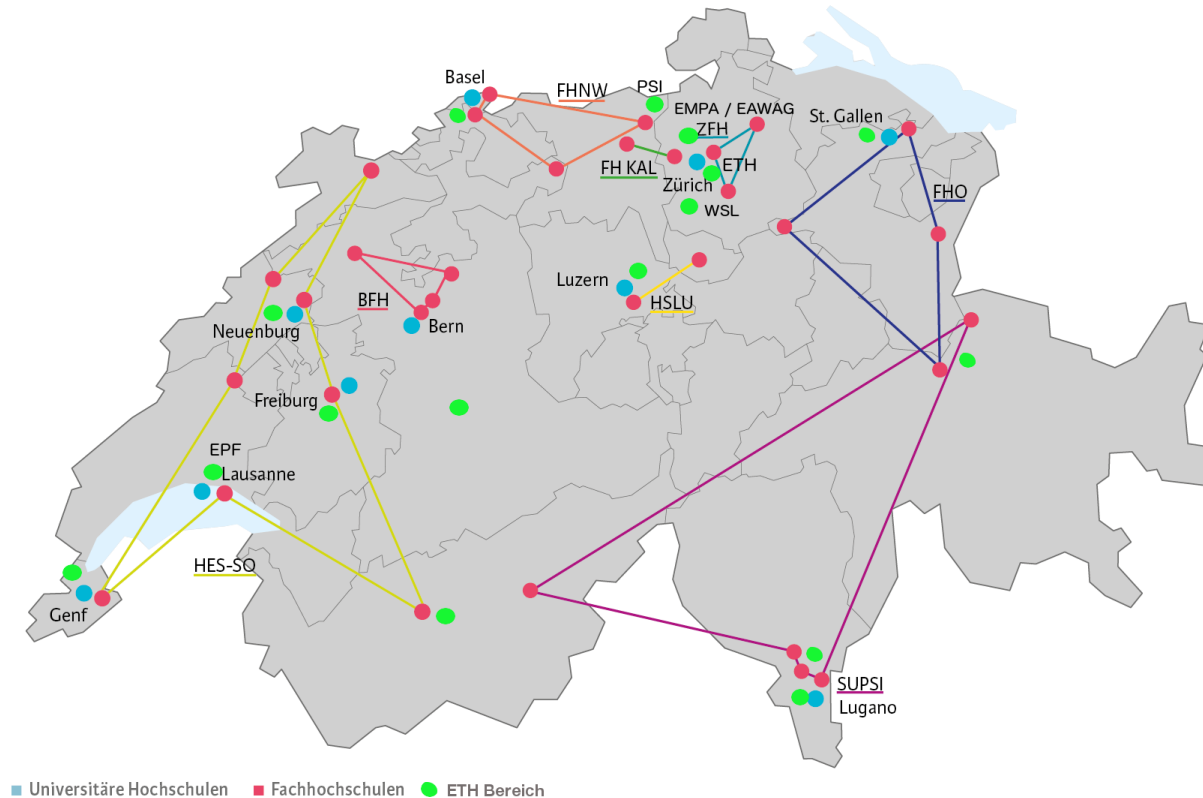 Basel
FHNW
PSI
EMPA / EAWAG
ZFH
St. Gallen
FH KAL
ETH
Zürich
WSL
FHO
Luzern
HSLU
BFH
Bern
Neuenburg
Freiburg
EPF
Lausanne
HES-SO
Genf
SUPSI
Lugano
Universitäre Hochschulen
Fachhochschulen
ETH Bereich